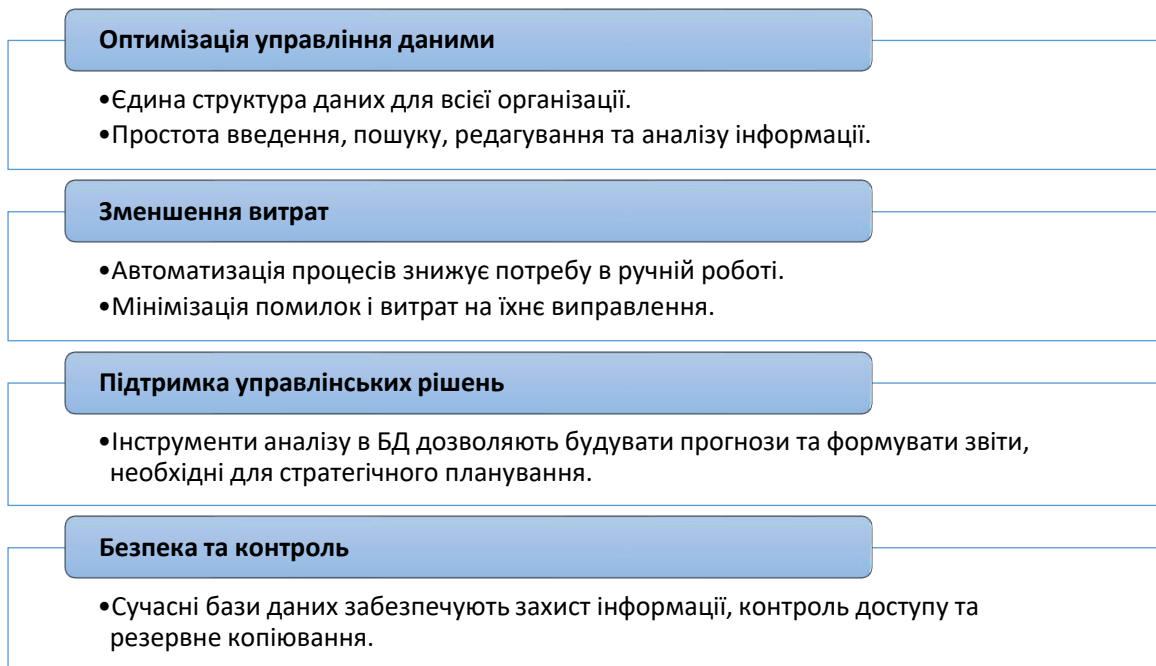 Оптимізація управління даними
•Єдина структура даних для всієї організації.
•Простота введення, пошуку, редагування та аналізу інформації.
Зменшення витрат
•Автоматизація процесів знижує потребу в ручній роботі.
•Мінімізація помилок і витрат на їхнє виправлення.
Підтримка управлінських рішень
•Інструменти аналізу в БД дозволяють будувати прогнози та формувати звіти,
необхідні для стратегічного планування.
Безпека та контроль
•Сучасні бази даних забезпечують захист інформації, контроль доступу та
резервне копіювання.